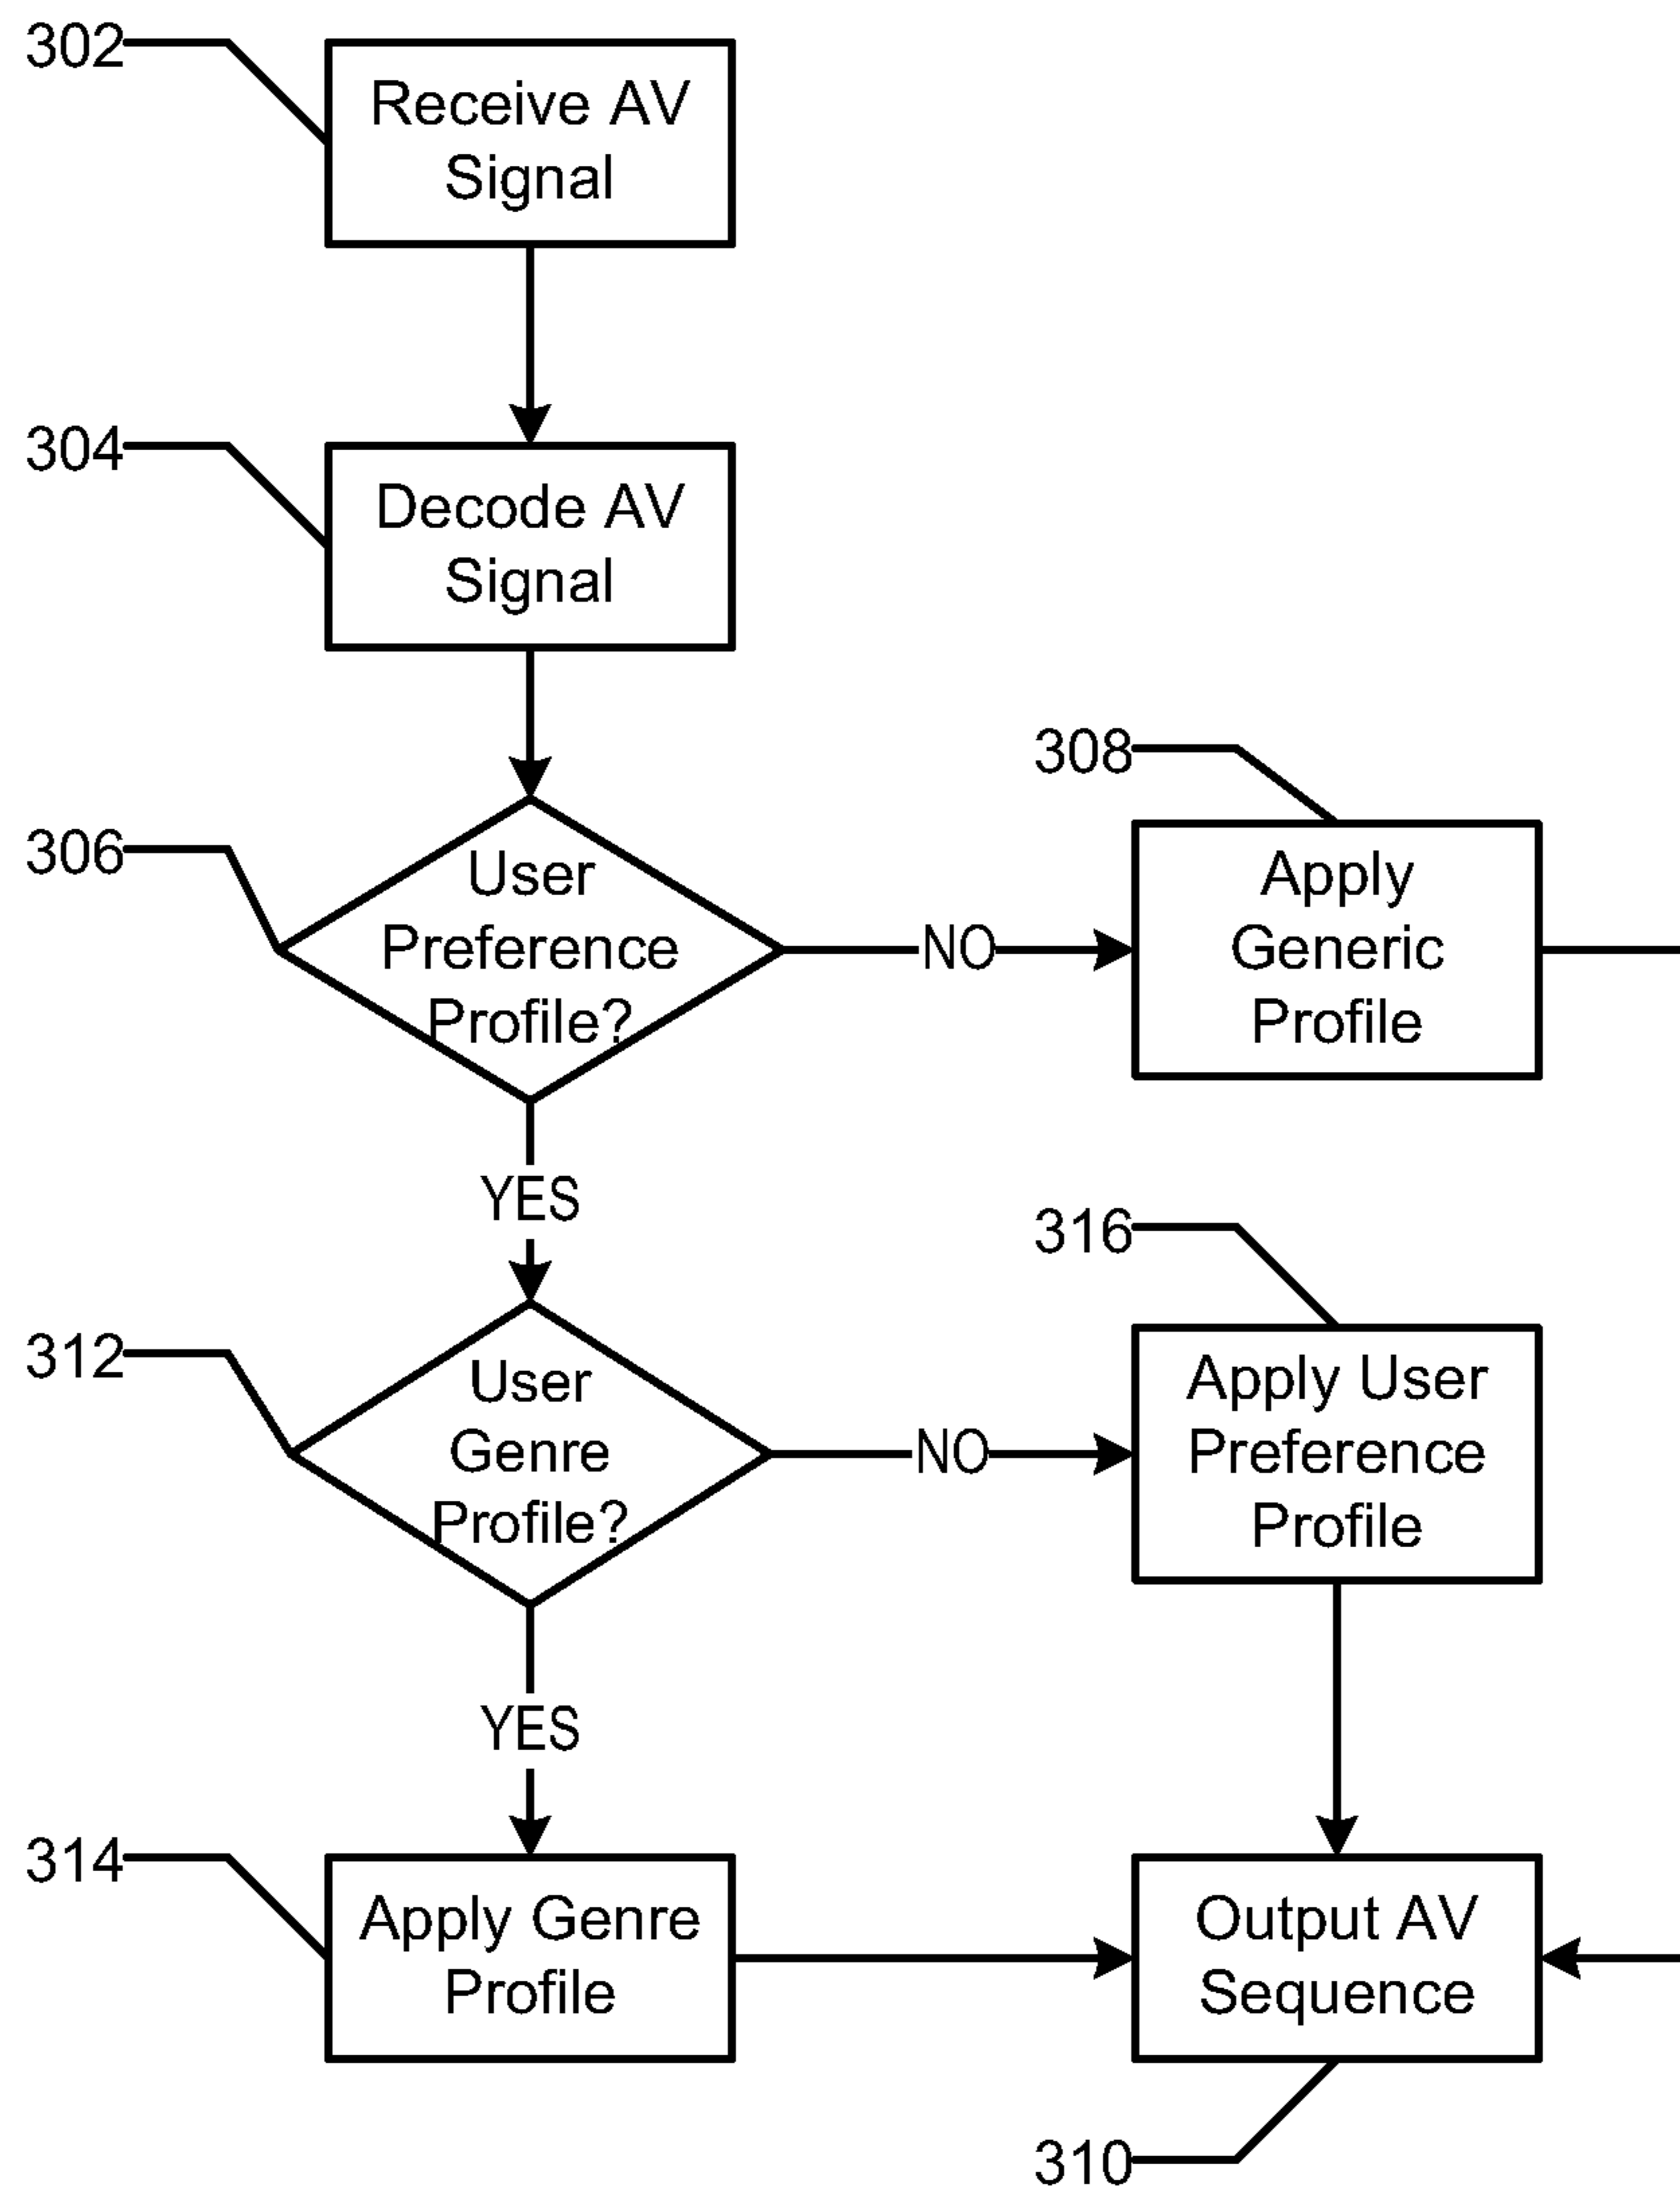 302
Receive AV
Signal
304
Decode AV
Signal
306
User
Preference
Profile?
NO
308
Apply
Generic
Profile
YES
312
User
Genre
Profile?
NO
316
Apply User
Preference
Profile
YES
314
Apply Genre
Profile
Output AV
Sequence
310